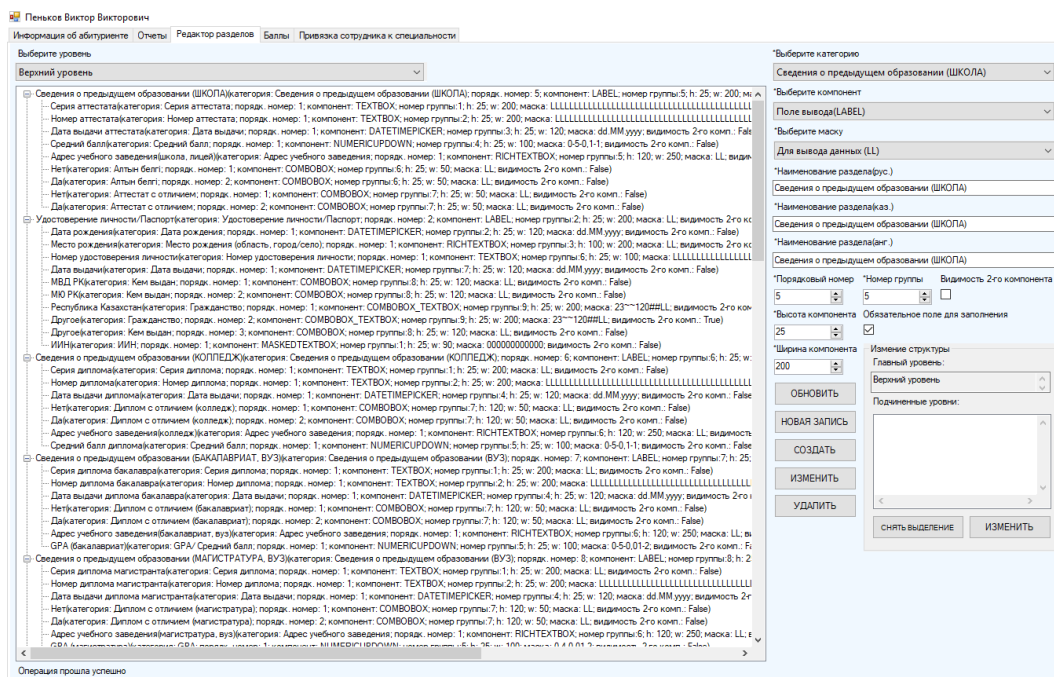 Пеньков Виктор Викторович
Информация об абитуриенте Отчеты Редактор разделов Баллы Привязка сотрудника к специальности
Выберите уровень
Верхний уровень
Сведения о предыдущем образовании (ШКОЛА)(категория: Сведения о предыдущем образовании (ШКОЛА); порядк. номер: 5; компонент: LABEL; номер группы:5; h: 25; w: 200; ма
Серия аттестата(категория: Серия аттестата; порядк. номер: 1; компонент: TEXTBOX; номер группы:1; h: 25; w: 200; маска:
Номер аттестата(категория: Номер аттестата; порядк. номер: 1; компонент: TEXTBOX; номер группы:2; h: 25; w: 200; маска:
Дата выдачи аттестата(категория: Дата выдачи; порядк. номер: 1; компонент: DATETIMEPICKER; номер группы:3; h: 25; w: 120; маска: dd.MM.yyyy; видимость 2-го комп.: Fals
Средний балл(категория: Средний балл; порядк. номер: 1; компонент: NUMERICUPDOWN; номер группы:4; h: 25; w: 100; маска: 0-5-0,1-1; видимость 2-го комп.: False)
Адрес учебного заведения(школа, лицей)(категория: Адрес учебного заведения; порядк. номер: 1; компонент: RICHTEXTBOX; номер группы:5; h: 120; w: 250; маска: LL; видим
Нет(категория: Алтын белгі; порядк. номер: 1; компонент: COMBOBOX; номер группы:6; h: 25; w: 50; маска: LL; видимость 2-го комп.: False)
Да(категория: Алтын белгі; порядк. номер: 2; компонент: COMBOBOX; номер группы:6; h: 25; w: 50; маска: LL; видимость 2-го комп.: False)
Нет(категория: Аттестат с отличием; порядк. номер: 1; компонент: COMBOBOX; номер группы:7; h: 25; w: 50; маска: LL; видимость 2-го комп.: False)
Да(категория: Аттестат с отличием; порядк. номер: 2; компонент: COMBOBOX; номер группы:7; h: 25; w: 50; маска: LL; видимость 2-го комп.: False)
Удостоверение личности/Паспорт(категория: Удостоверение личности/Паспорт; порядк. номер: 2; компонент: LABEL; номер группы:2; h: 25; w: 200; маска: LL; видимость 2-го ко
Дата рождения(категория: Дата рождения; порядк. номер: 1; компонент: DATETIMEPICKER; номер группы:2; h: 25; w: 120; маска: dd.MM.yyyy; видимость 2-го комп.: False)
Место рождения(категория: Место рождения (область, город/село); порядк. номер: 1; компонент: RICHTEXTBOX; номер группы:3; h: 100; w: 200; маска: LL; видимость 2-го ко
Номер удостоверения личности(категория: Номер удостоверения личности; порядк. номер: 1; компонент: TEXTBOX; номер группы:6; h: 25; w: 100; маска:
Дата выдачи(категория: Дата выдачи; порядк. номер: 1; компонент: DATETIMEPICKER; номер группы:7; h: 25; w: 120; маска: dd.MM.yyyy; видимость 2-го комп.: False)
МВД РК(категория: Кем выдан; порядк. номер: 1; компонент: COMBOBOX; номер группы:8; h: 25; w: 120; маска: LL; видимость 2-го комп.: False)
МЮ РК(категория: Кем выдан; порядк. номер: 2; компонент: COMBOBOX; номер группы:8; h: 25; w: 120; маска: LL; видимость 2-го комп.: False)
Республика Казахстан(категория: Гражданство; порядк. номер: 1; компонент: COMBOBOX_TEXTBOX; номер группы:9; h: 25; w: 200; маска: 23~~120##LL; видимость 2-го ком
Другое(категория: Гражданство; порядк. номер: 2; компонент: COMBOBOX_TEXTBOX; номер группы:9; h: 25; w: 200; маска: 23~~120##LL; видимость 2-го комп.: True)
Другое(категория: Кем выдан; порядк. номер: 3; компонент: COMBOBOX; номер группы:8; h: 25; w: 120; маска: LL; видимость 2-го комп.: False)
ИИН(категория: ИИН; порядк. номер: 1; компонент: MASKEDTEXTBOX; номер группы:1; h: 25; w: 90; маска: 000000000000; видимость 2-го комп.: False)
Сведения о предыдущем образовании (КОЛЛЕДЖ)(категория: Сведения о предыдущем образовании (КОЛЛЕДЖ); порядк. номер: 6; компонент: LABEL; номер группы:6; h: 25; w:
Серия диплома(категория: Серия диплома; порядк. номер: 1; компонент: TEXTBOX; номер группы:1; h: 25; w: 200; маска: LL; видимость 2-го комп.: False)
Номер диплома(категория: Номер диплома; порядк. номер: 1; компонент: TEXTBOX; номер группы:2; h: 25; w: 200; маска:
Дата выдачи диплома(категория: Дата выдачи; порядк. номер: 1; компонент: DATETIMEPICKER; номер группы:4; h: 25; w: 120; маска: dd.MM.yyyy; видимость 2-го комп.: False
Нет(категория: Диплом с отличием (колледж); порядк. номер: 1; компонент: COMBOBOX; номер группы:7; h: 120; w: 50; маска: LL; видимость 2-го комп.: False)
Да(категория: Диплом с отличием (колледж); порядк. номер: 2; компонент: COMBOBOX; номер группы:7; h: 120; w: 50; маска: LL; видимость 2-го комп.: False)
Адрес учебного заведения(колледж)(категория: Адрес учебного заведения; порядк. номер: 1; компонент: RICHTEXTBOX; номер группы:6; h: 120; w: 250; маска: LL; видимость
Средний балл диплома(категория: Средний балл; порядк. номер: 1; компонент: NUMERICUPDOWN; номер группы:5; h: 25; w: 100; маска: 0-5-0,1-1; видимость 2-го комп.: False
Сведения о предыдущем образовании (БАКАЛАВРИАТ, ВУЗ)(категория: Сведения о предыдущем образовании (ВУЗ); порядк. номер: 7; компонент: LABEL; номер группы:7; h: 25;
Серия диплома бакалавра(категория: Серия диплома; порядк. номер: 1; компонент: TEXTBOX; номер группы:1; h: 25; w: 200; маска: LL; видимость 2-го комп.: False)
Номер диплома бакалавра(категория: Номер диплома; порядк. номер: 1; компонент: TEXTBOX; номер группы:2; h: 25; w: 200; маска:
Дата выдачи диплома бакалавра(категория: Дата выдачи; порядк. номер: 1; компонент: DATETIMEPICKER; номер группы:4; h: 25; w: 120; маска: dd.MM.yyyy; видимость 2-го
Нет(категория: Диплом с отличием (бакалавриат); порядк. номер: 1; компонент: COMBOBOX; номер группы:7; h: 120; w: 50; маска: LL; видимость 2-го комп.: False)
Да(категория: Диплом с отличием (бакалавриат); порядк. номер: 2; компонент: COMBOBOX; номер группы:7; h: 120; w: 50; маска: LL; видимость 2-го комп.: False)
Адрес учебного заведения(бакалавриат, вуз)(категория: Адрес учебного заведения; порядк. номер: 1; компонент: RICHTEXTBOX; номер группы:6; h: 120; w: 250; маска: LL;
GPA (бакалавриат)(категория: GPA/ Средний балл; порядк. номер: 1; компонент: NUMERICUPDOWN; номер группы:5; h: 25; w: 100; маска: 0-5-0,01-2; видимость 2-го комп.:
Сведения о предыдущем образовании (МАГИСТРАТУРА, ВУЗ)(категория: Сведения о предыдущем образовании (ВУЗ); порядк. номер: 8; компонент: LABEL; номер группы:8; h: 2
Серия диплома магистранта(категория: Серия диплома; порядк. номер: 1; компонент: TEXTBOX; номер группы:1; h: 25; w: 200; маска: LL; видимость 2-го комп.: False)
Номер диплома магистранта(категория: Номер диплома; порядк. номер: 1; компонент: TEXTBOX; номер группы:2; h: 25; w: 200; маска:
Дата выдачи диплома магистранта(категория: Дата выдачи; порядк. номер: 1; компонент: DATETIMEPICKER; номер группы:4; h: 25; w: 120; маска: dd.MM.yyyy; видимость 2-г
Нет(категория: Диплом с отличием (магистратура); порядк. номер: 1; компонент: COMBOBOX; номер группы:7; h: 120; w: 50; маска: LL; видимость 2-го комп.: False)
Да(категория: Диплом с отличием (магистратура); порядк. номер: 2; компонент: COMBOBOX; номер группы:7; h: 120; w: 50; маска: LL; видимость 2-го комп.: False)
Адрес учебного заведения(магистратура, вуз)(категория: Адрес учебного заведения; порядк. номер: 1; компонент: RICHTEXTBOX; номер группы:6; h: 120; w: 250; маска: LL;
GPA (магистратура)(категория: GPA; порядк. номер: 1; компонент: NUMERICUPDOWN; номер группы:5; h: 25; w: 100; маска: 0-4-0,01-2; видимость 2-го комп.: False)
Операция прошла успешно
*Выберите категорию
Сведения о предыдущем образовании (ШКОЛА)
*Выберите компонент
Поле вывода(LABEL)
*Выберите маску
Для вывода данных (LL)
*Наименование раздела(рус.)
Сведения о предыдущем образовании (ШКОЛА)
*Наименование раздела(каз.)
Сведения о предыдущем образовании (ШКОЛА)
*Наименование раздела(анг.)
Сведения о предыдущем образовании (ШКОЛА)
*Порядковый номер *Номер группы Видимость 2-го компонента
5 5
*Высота компонента Обязательное поле для заполнения
25
*Ширина компонента Измение структуры
200 Главный уровень:
Верхний уровень
ОБНОВИТЬ Подчиненные уровни:
НОВАЯ ЗАПИСЬ
СОЗДАТЬ
ИЗМЕНИТЬ
УДАЛИТЬ
СНЯТЬ ВЫДЕЛЕНИЕ ИЗМЕНИТЬ